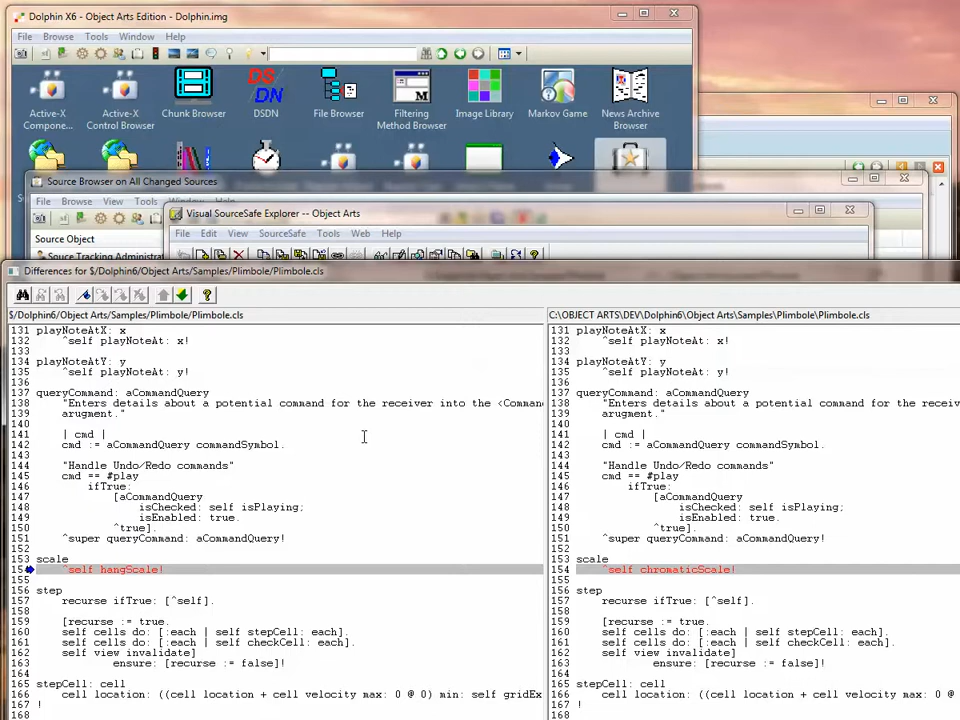 Dolphin X6 - Object Arts Edition - Dolphin.img
File Browse Tools Window Help
Active-X Compone... Active-X Control Browser Chunk Browser DSDN File Browser Filtering Method Browser Image Library Markov Game News Archive Browser
Source Browser on All Changed Sources
File Browse View Tools
Source Object
Source Tracking Administrator
Visual SourceSafe Explorer -- Object Arts
File Edit View SourceSafe Tools Web Help
Differences for $/Dolphin6/Object Arts/Samples/Plimbole/Plimbole.cls
$/Dolphin6/Object Arts/Samples/Plimbole/Plimbole.cls
131 playNoteAtX: x
132 ^self playNoteAt: x!
133
134 playNoteAtY: y
135 ^self playNoteAt: y!
136
137 queryCommand: aCommandQuery
138 "Enters details about a potential command for the receiver into the <Comman
139 arugment."
140
141 | cmd |
142 cmd := aCommandQuery commandSymbol.
143
144 "Handle Undo/Redo commands"
145 cmd == #play
146 ifTrue:
147 [aCommandQuery
148 isChecked: self isPlaying;
149 isEnabled: true.
150 ^true].
151 ^super queryCommand: aCommandQuery!
152
153 scale
154 ^self hangScale!
155
156 step
157 recurse ifTrue: [^self].
158
159 [recurse := true.
160 self cells do: [:each | self stepCell: each].
161 self cells do: [:each | self checkCell: each].
162 self view invalidate]
163 ensure: [recurse := false]!
164
165 stepCell: cell
166 cell location: ((cell location + cell velocity max: 0 @ 0) min: self gridEx
167 !
168
C:\OBJECT ARTS\DEV\Dolphin6\Object Arts\Samples\Plimbole\Plimbole.cls
131 playNoteAtX: x
132 ^self playNoteAt: x!
133
134 playNoteAtY: y
135 ^self playNoteAt: y!
136
137 queryCommand: aCommandQuery
138 "Enters details about a potential command for the receiv
139 arugment."
140
141 | cmd |
142 cmd := aCommandQuery commandSymbol.
143
144 "Handle Undo/Redo commands"
145 cmd == #play
146 ifTrue:
147 [aCommandQuery
148 isChecked: self isPlaying;
149 isEnabled: true.
150 ^true].
151 ^super queryCommand: aCommandQuery!
152
153 scale
154 ^self chromaticScale!
155
156 step
157 recurse ifTrue: [^self].
158
159 [recurse := true.
160 self cells do: [:each | self stepCell: each].
161 self cells do: [:each | self checkCell: each].
162 self view invalidate]
163 ensure: [recurse := false]!
164
165 stepCell: cell
166 cell location: ((cell location + cell velocity max: 0 @
167 !
168